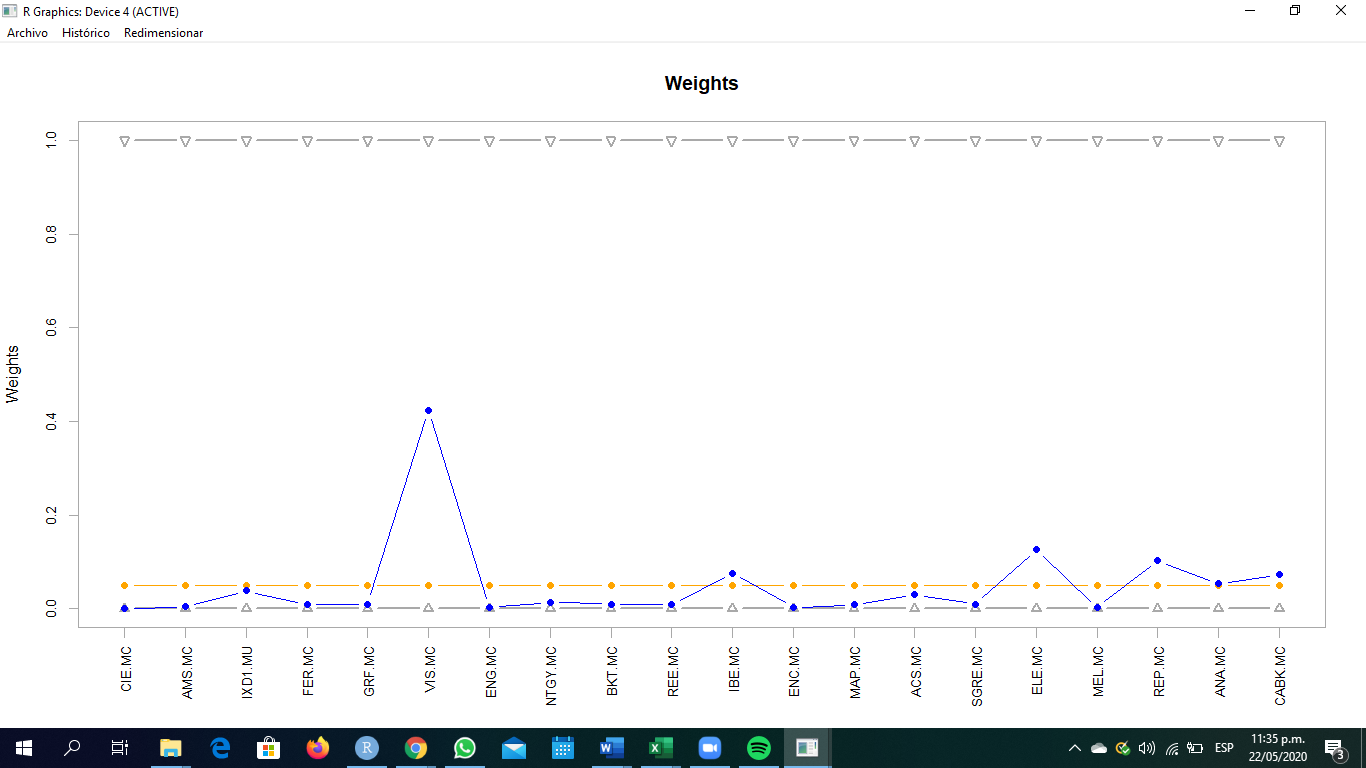 R Graphics: Device 4 (ACTIVE)
Archivo Histórico Redimensionar
Weights
Weights
1.0
0.8
0.6
0.4
0.2
0.0
CIE.MC
AMS.MC
IXD1.MU
FER.MC
GRF.MC
VIS.MC
ENG.MC
NTGY.MC
BKT.MC
REE.MC
IBE.MC
ENC.MC
MAP.MC
ACS.MC
SGRE.MC
ELE.MC
MEL.MC
REP.MC
ANA.MC
CABK.MC
ESP
11:35 p.m.
22/05/2020
3